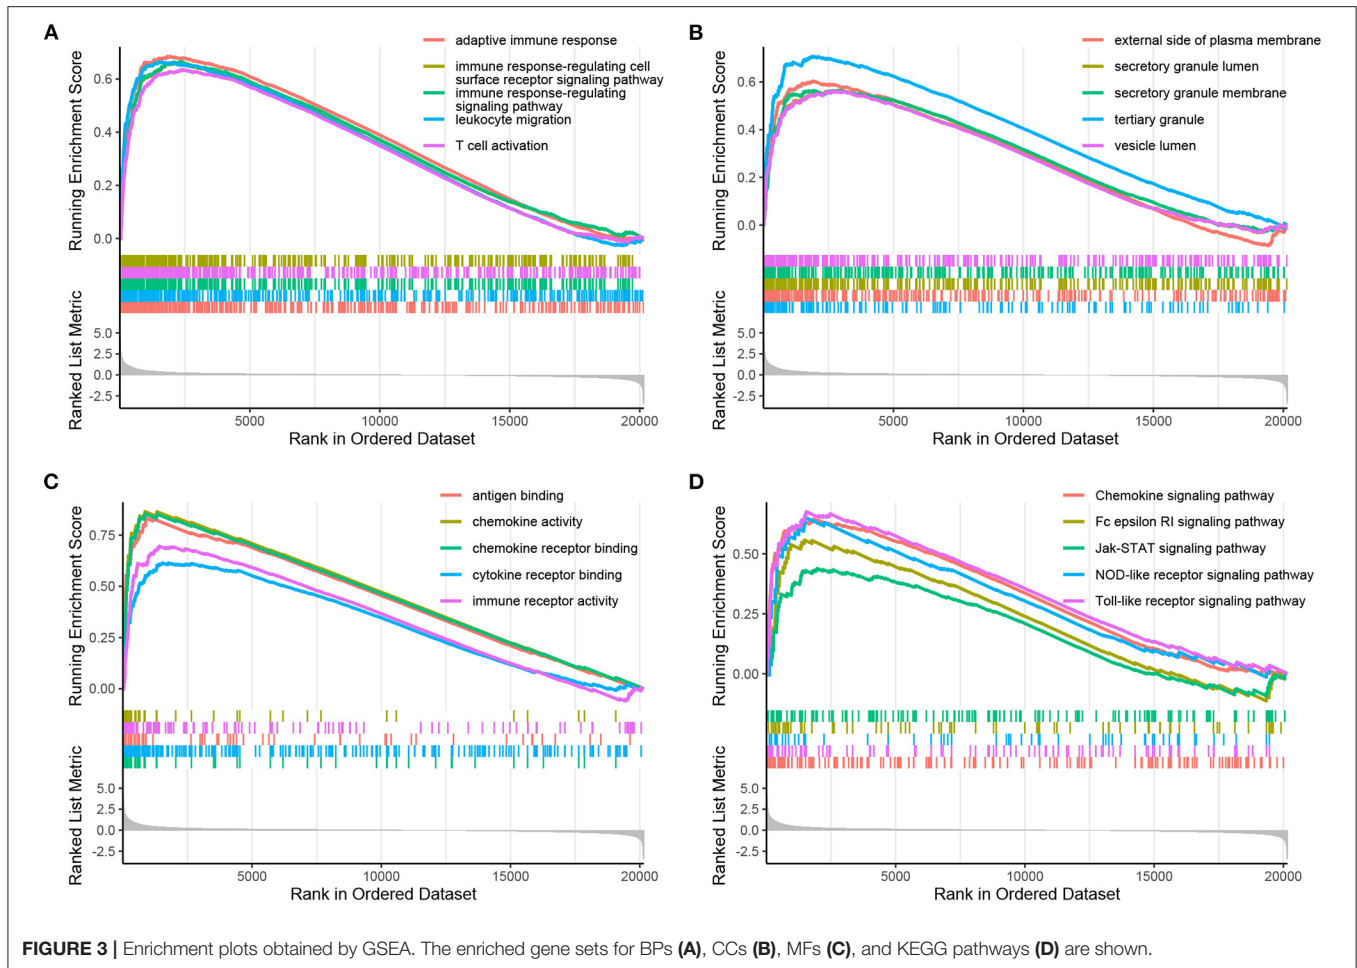 A
Running Enrichment Score
0.6
0.4
0.2
0.0
adaptive immune response
immune response-regulating cell
surface receptor signaling pathway
immune response-regulating
signaling pathway
leukocyte migration
T cell activation
Ranked List Metric
5.0
2.5
0.0
-2.5
5000 10000 15000 20000
Rank in Ordered Dataset
B
Running Enrichment Score
0.6
0.4
0.2
0.0
external side of plasma membrane
secretory granule lumen
secretory granule membrane
tertiary granule
vesicle lumen
Ranked List Metric
5.0
2.5
0.0
-2.5
5000 10000 15000 20000
Rank in Ordered Dataset
C
Running Enrichment Score
0.75
0.50
0.25
0.00
antigen binding
chemokine activity
chemokine receptor binding
cytokine receptor binding
immune receptor activity
Ranked List Metric
5.0
2.5
0.0
-2.5
5000 10000 15000 20000
Rank in Ordered Dataset
D
Running Enrichment Score
0.50
0.25
0.00
Chemokine signaling pathway
Fc epsilon RI signaling pathway
Jak-STAT signaling pathway
NOD-like receptor signaling pathway
Toll-like receptor signaling pathway
Ranked List Metric
5.0
2.5
0.0
-2.5
5000 10000 15000 20000
Rank in Ordered Dataset
FIGURE 3 | Enrichment plots obtained by GSEA. The enriched gene sets for BPs (A), CCs (B), MFs (C), and KEGG pathways (D) are shown.